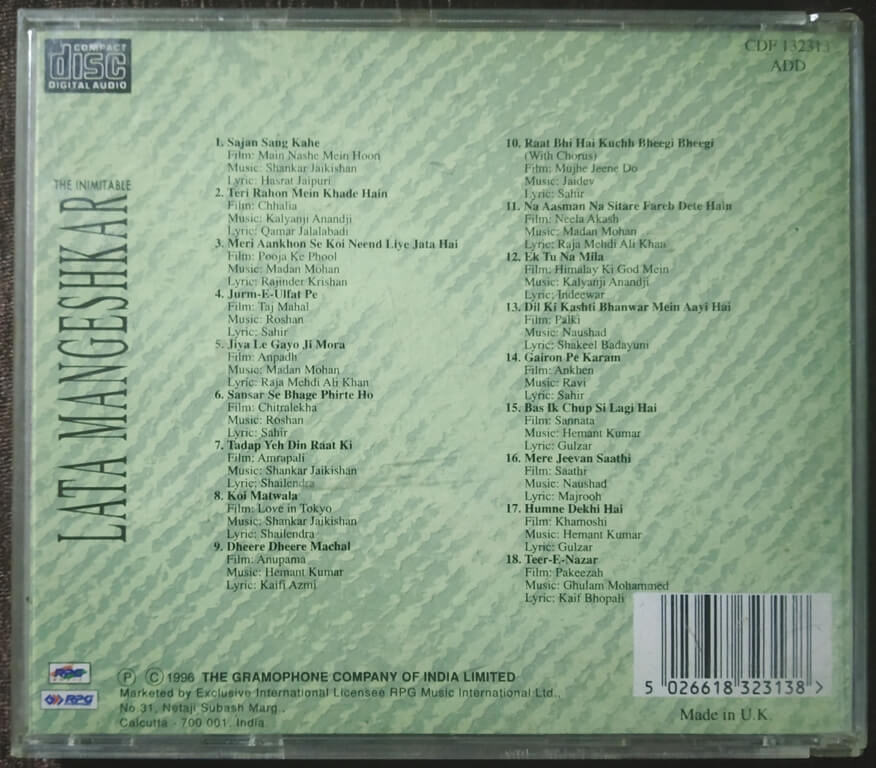 COMPACT
disc
DIGITAL AUDIO
CDF 132313
ADD
THE INIMITABLE
LATA MANGESHKAR
1. Sajan Sang Kahe
Film: Main Nashe Mein Hoon
Music: Shankar Jaikishan
Lyric: Hasrat Jaipuri
2. Teri Rahon Mein Khade Hain
Film: Chhalia
Music: Kalyanji Anandji
Lyric: Qamar Jalalabadi
3. Meri Aankhon Se Koi Neend Liye Jata Hai
Film: Pooja Ke Phool
Music: Madan Mohan
Lyric: Rajinder Krishan
4. Jurm-E-Ulfat Pe
Film: Taj Mahal
Music: Roshan
Lyric: Sahir
5. Jiya Le Gayo Ji Mora
Film: Anpadh
Music: Madan Mohan
Lyric: Raja Mehdi Ali Khan
6. Sansar Se Bhage Phirte Ho
Film: Chitralekha
Music: Roshan
Lyric: Sahir
7. Tadap Yeh Din Raat Ki
Film: Amrapali
Music: Shankar Jaikishan
Lyric: Shailendra
8. Koi Matwala
Film: Love in Tokyo
Music: Shankar Jaikishan
Lyric: Shailendra
9. Dheere Dheere Machal
Film: Anupama
Music: Hemant Kumar
Lyric: Kaifi Azmi
10. Raat Bhi Hai Kuchh Bheegi Bheegi
(With Chorus)
Film: Mujhe Jeene Do
Music: Jaidev
Lyric: Sahir
11. Na Aasman Na Sitare Fareb Dete Hain
Film: Neela Akash
Music: Madan Mohan
Lyric: Raja Mehdi Ali Khan
12. Ek Tu Na Mila
Film: Himalay Ki God Mein
Music: Kalyanji Anandji
Lyric: Indeewar
13. Dil Ki Kashti Bhanwar Mein Aayi Hai
Film: Palki
Music: Naushad
Lyric: Shakeel Badayuni
14. Gairon Pe Karam
Film: Ankhen
Music: Ravi
Lyric: Sahir
15. Bas Ik Chup Si Lagi Hai
Film: Sannata
Music: Hemant Kumar
Lyric: Gulzar
16. Mere Jeevan Saathi
Film: Saathi
Music: Naushad
Lyric: Majrooh
17. Humne Dekhi Hai
Film: Khamoshi
Music: Hemant Kumar
Lyric: Gulzar
18. Teer-E-Nazar
Film: Pakeezah
Music: Ghulam Mohammed
Lyric: Kaif Bhopali
RPG
RPG
Ⓟ © 1996 THE GRAMOPHONE COMPANY OF INDIA LIMITED
Marketed by Exclusive International Licensee RPG Music International Ltd.,
No.31, Netaji Subash Marg.,
Calcutta - 700 001. India.
5 026618 323138 >
Made in U.K.